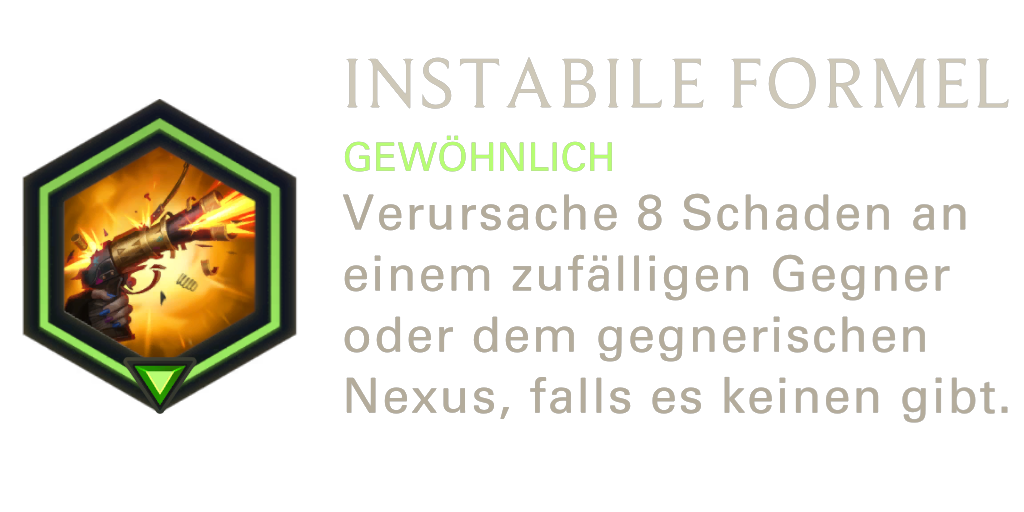 INSTABILE FORMEL
GEWÖHNLICH
Verursache 8 Schaden an
einem zufälligen Gegner
oder dem gegnerischen
Nexus, falls es keinen gibt.